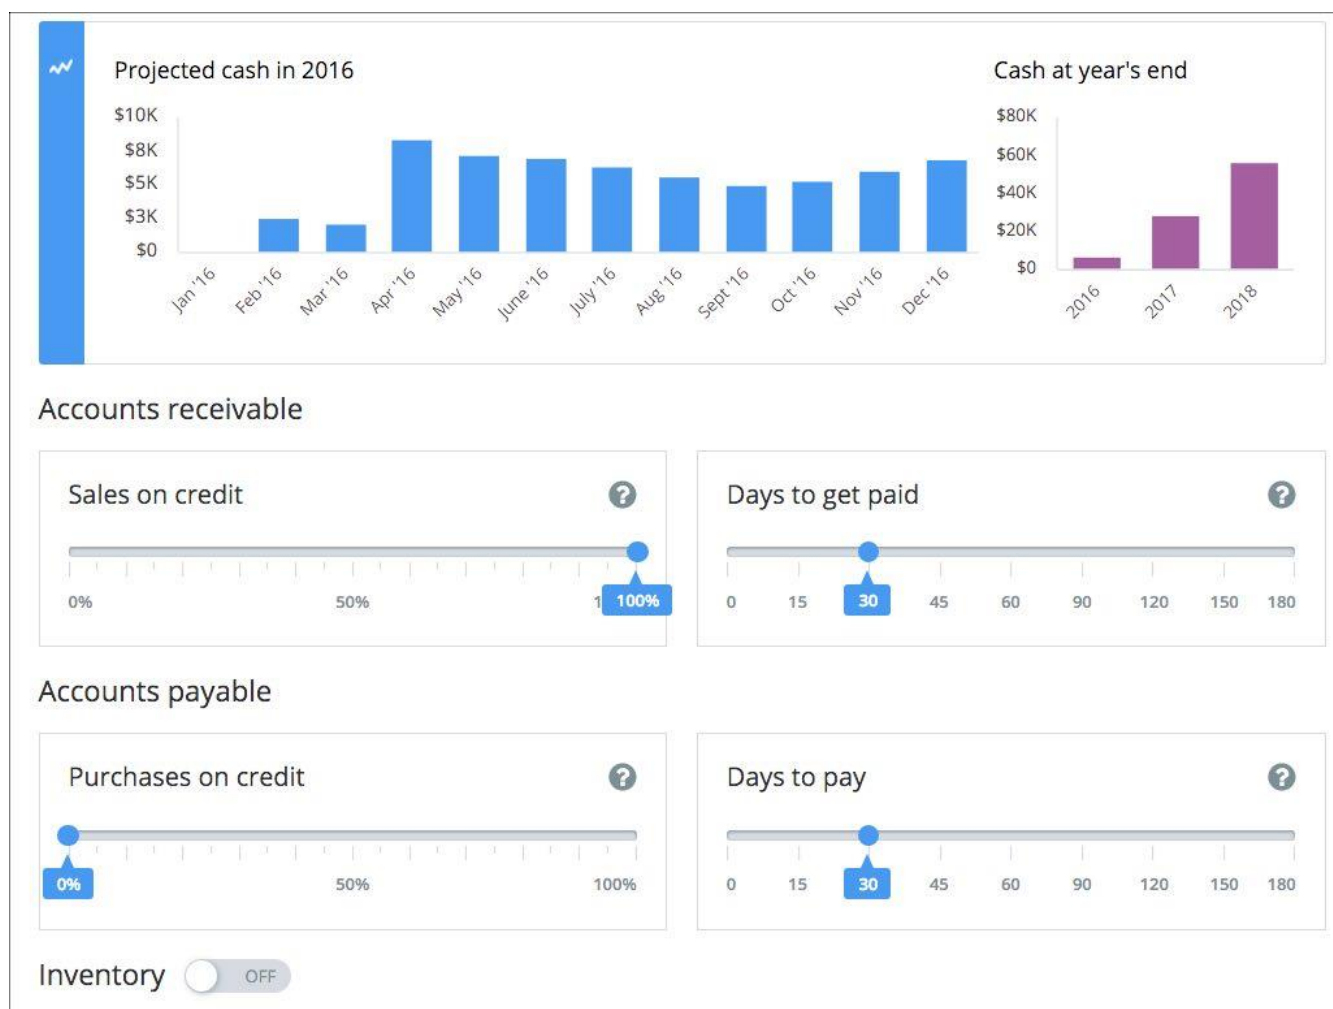 Projected cash in 2016
$10K
$8K
$5K
$3K
$0
Jan '16
Feb '16
Mar '16
Apr '16
May '16
June '16
July '16
Aug '16
Sept '16
Oct '16
Nov '16
Dec '16
Cash at year's end
$80K
$60K
$40K
$20K
$0
2016
2017
2018
Accounts receivable
Sales on credit ?
0% 50% 1 100%
Days to get paid ?
0 15 30 45 60 90 120 150 180
Accounts payable
Purchases on credit ?
0% 50% 100%
Days to pay ?
0 15 30 45 60 90 120 150 180
Inventory OFF